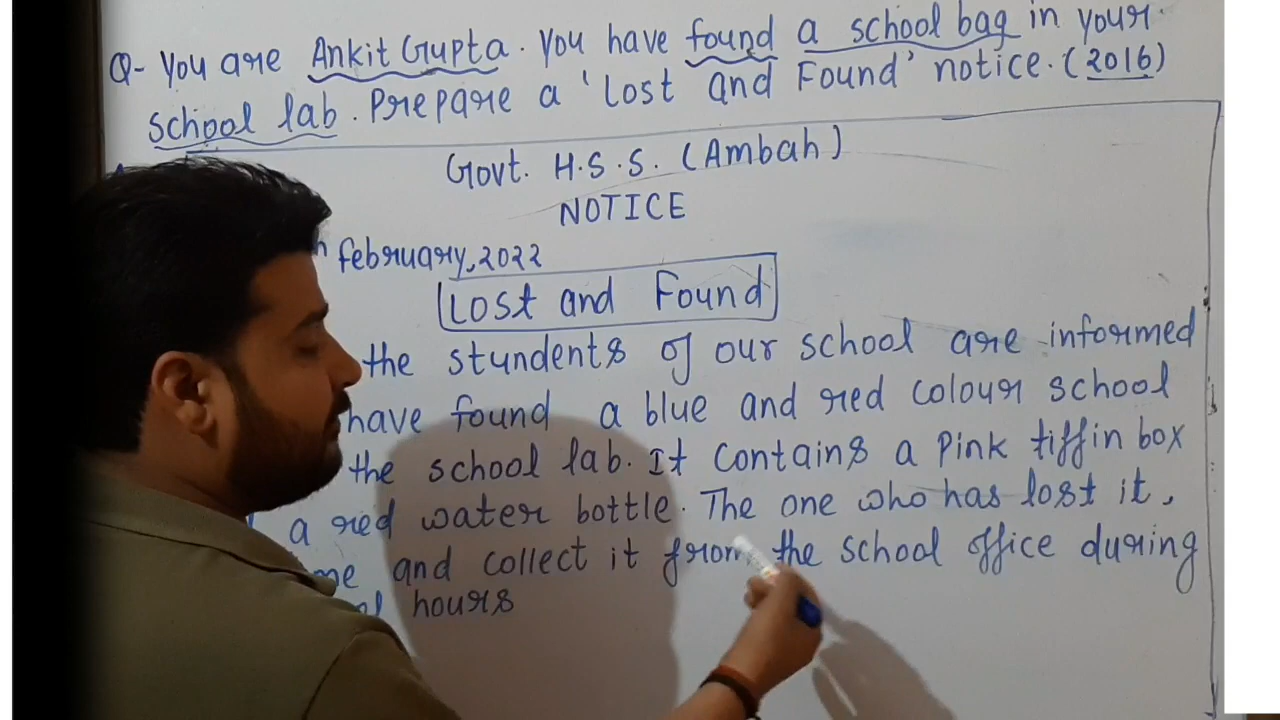 Q- You are Ankit Gupta. You have found a school bag in your
school lab. Prepare a 'Lost and Found' notice. (2016)
Govt. H.S.S. (Ambah)
NOTICE
february, 2022
Lost and Found
the stundents of our school are informed
have found a blue and red colour school
the school lab. It contains a pink tiffin box
a red water bottle. The one who has lost it,
and collect it from the school office during
hours